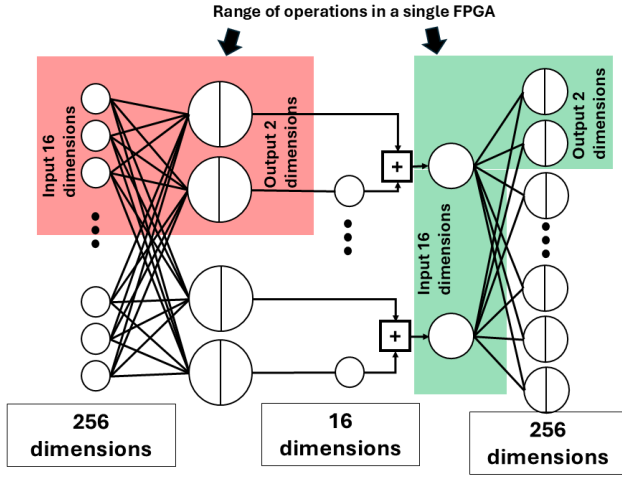 Range of operations in a single FPGA
Input 16
dimensions
Output 2
dimensions
+
Input 16
dimensions
+
Output 2
dimensions
256
dimensions
16
dimensions
256
dimensions